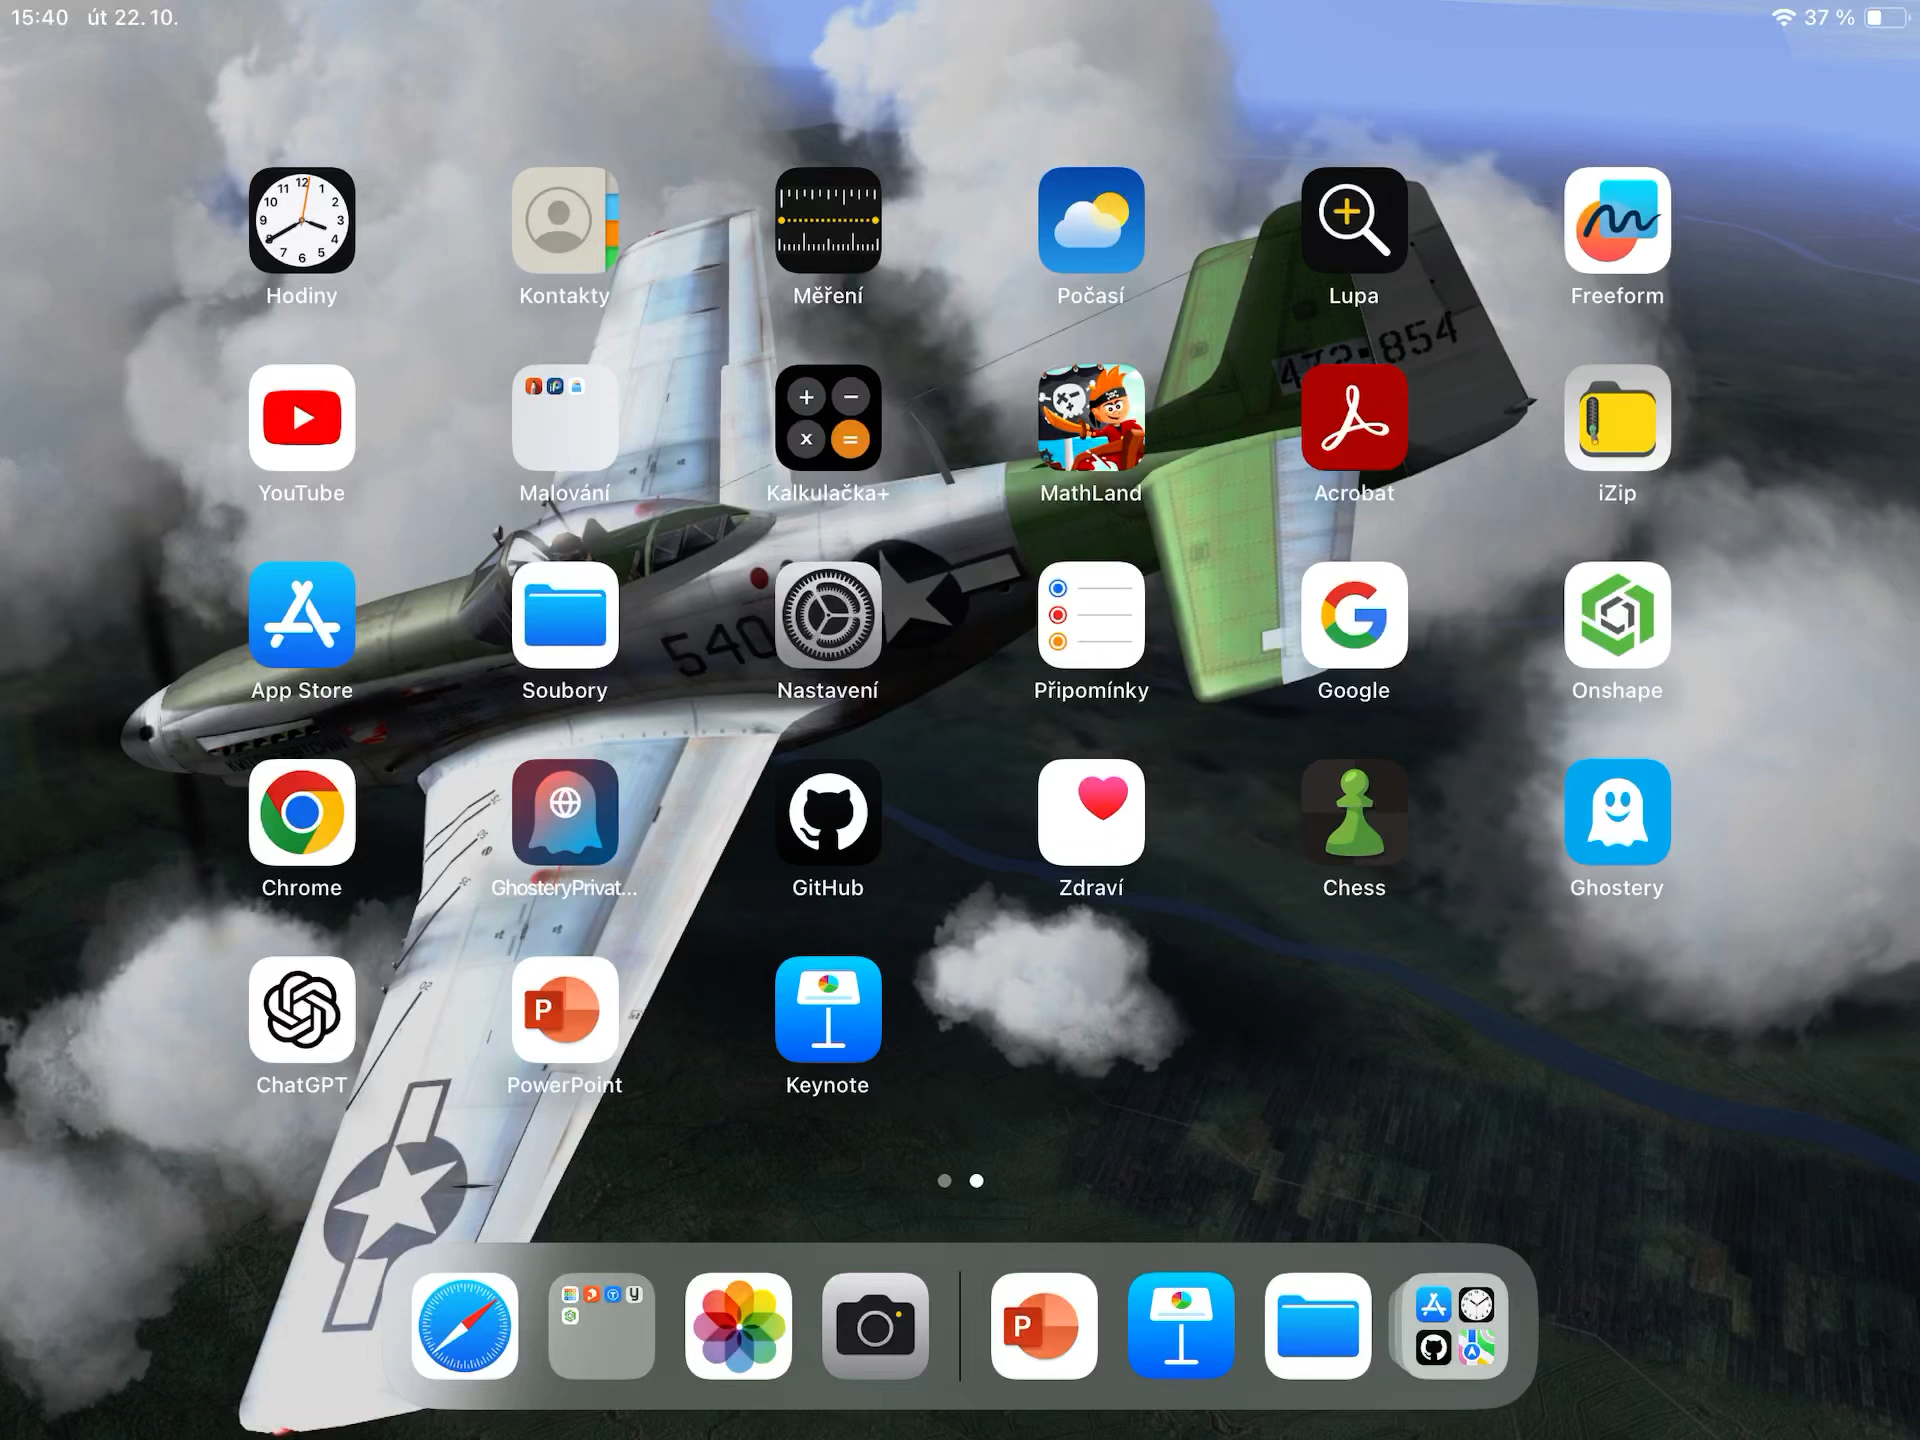 15:40 út 22. 10.
37 %
Hodiny Kontakty Měření Počasí Lupa Freeform
YouTube Malování Kalkulačka+ MathLand Acrobat iZip
App Store Soubory Nastavení Připomínky Google Onshape
Chrome GhosteryPrivat... GitHub Zdraví Chess Ghostery
ChatGPT PowerPoint Keynote